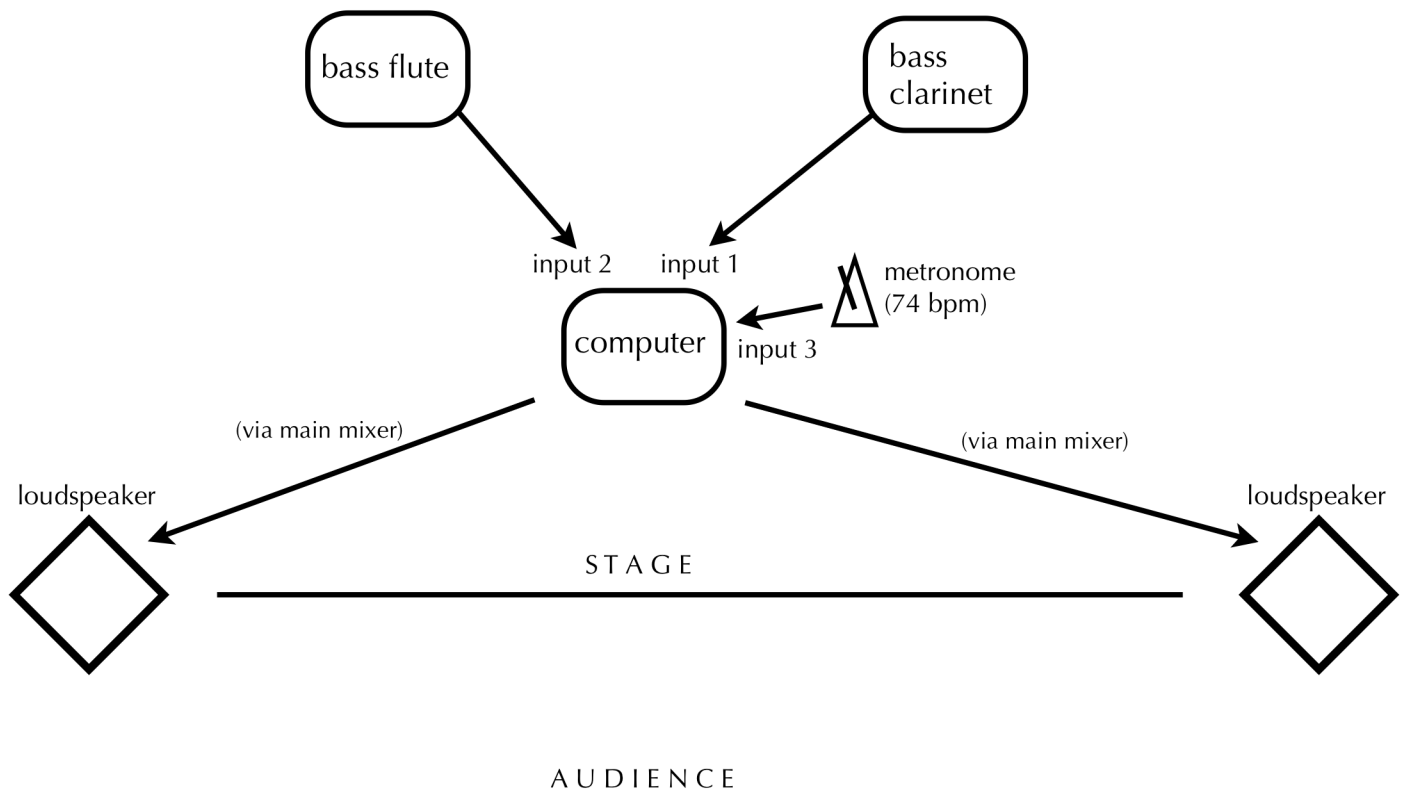 bass flute
bass
clarinet
input 2
input 1
metronome
(74 bpm)
computer
input 3
(via main mixer)
(via main mixer)
loudspeaker
loudspeaker
STAGE
AUDIENCE